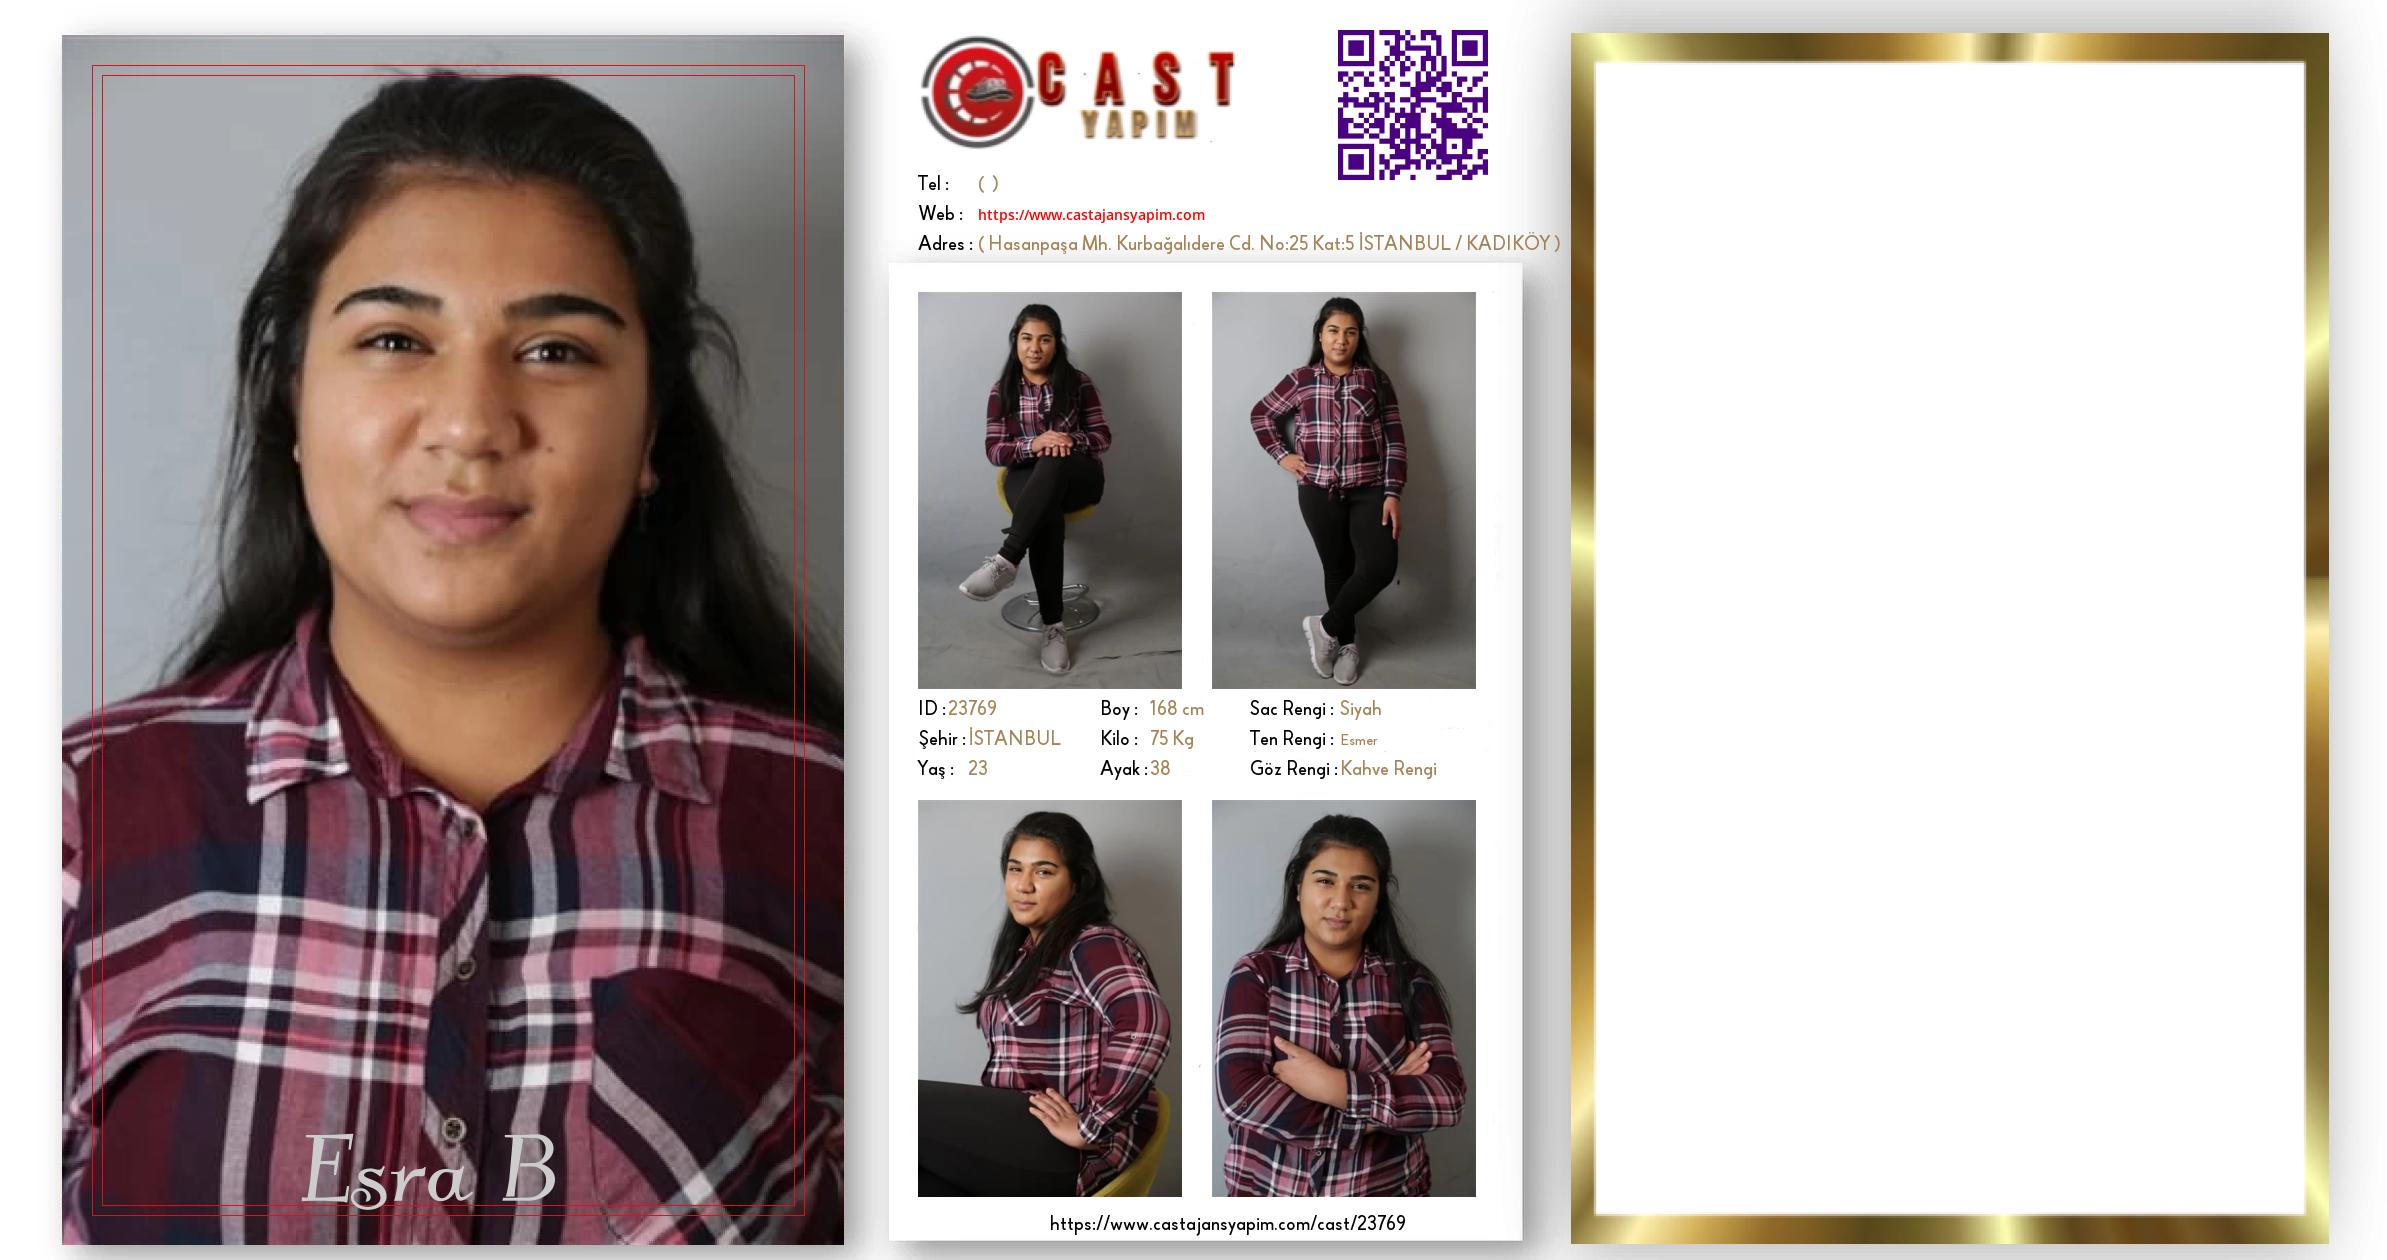 Esra B
CAST
YAPIM
Tel : ( )
Web : https://www.castajansyapim.com
Adres : ( Hasanpaşa Mh. Kurbağalıdere Cd. No:25 Kat:5 İSTANBUL / KADIKÖY )
ID : 23769 Boy : 168 cm Sac Rengi : Siyah
Şehir : İSTANBUL Kilo : 75 Kg Ten Rengi : Esmer
Yaş : 23 Ayak : 38 Göz Rengi : Kahve Rengi
https://www.castajansyapim.com/cast/23769